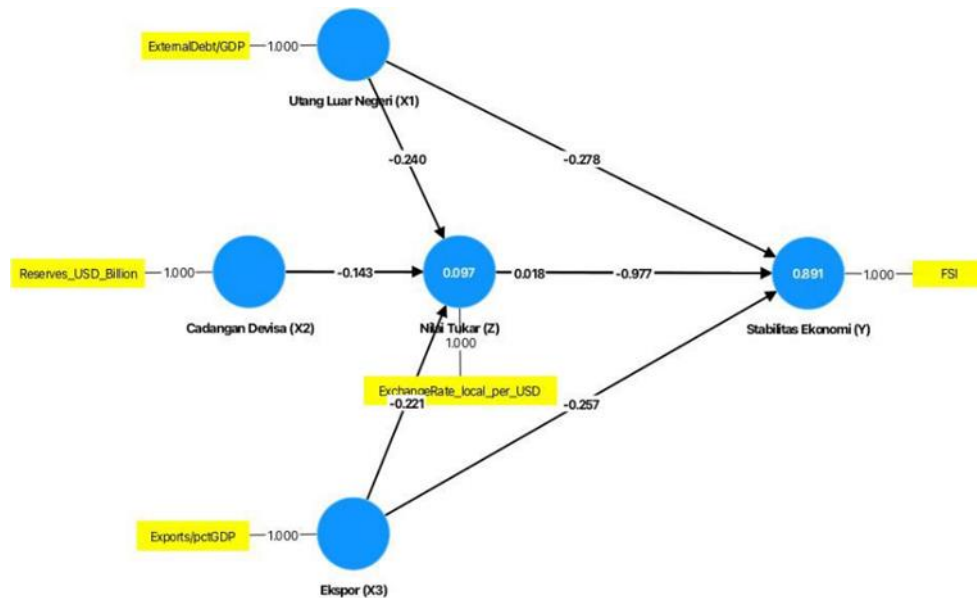 ExternalDebt/GDP
1.000
Utang Luar Negeri (X1)
-0.240
-0.278
Reserves_USD_Billion
1.000
-0.143
0.097
0.018
-0.977
0.891
1.000
FSI
Cadangan Devisa (X2)
Nilai Tukar (Z)
Stabilitas Ekonomi (Y)
1.000
ExchangeRate_local_per_USD
-0.221
-0.257
Exports/pctGDP
1.000
Ekspor (X3)